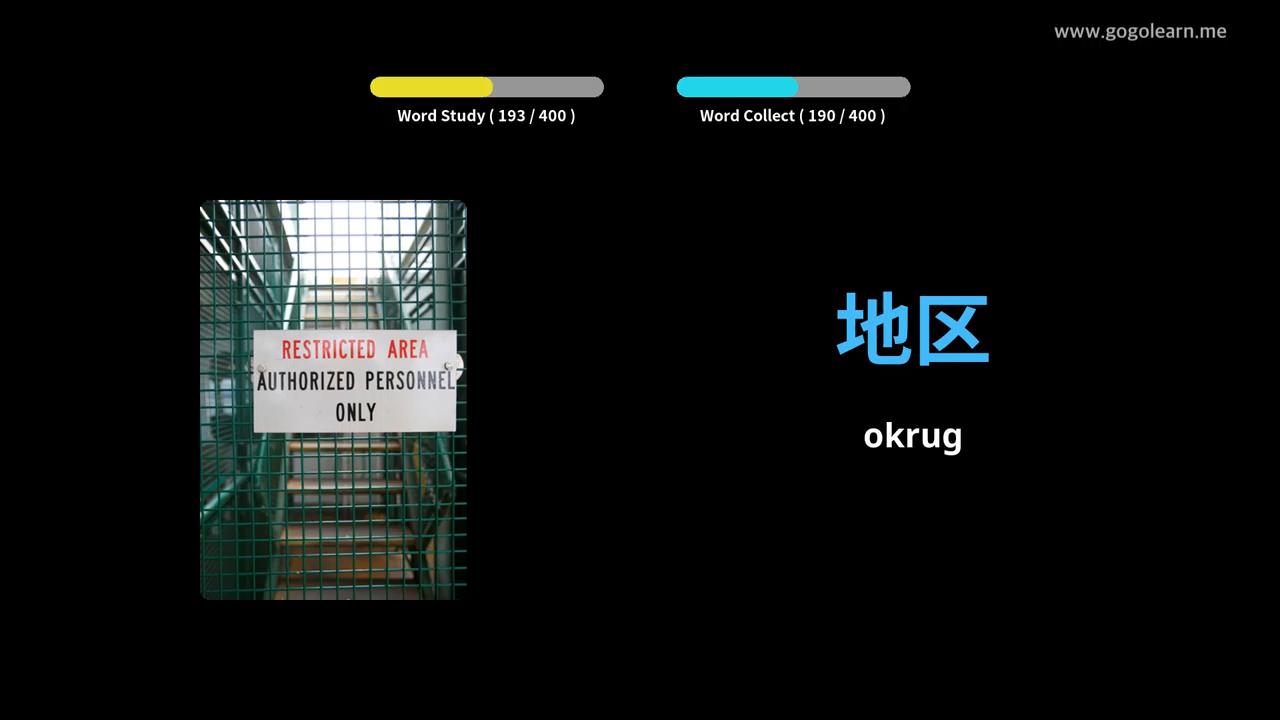 www.gogolearn.me
Word Study ( 193 / 400 )
Word Collect ( 190 / 400 )
RESTRICTED AREA
AUTHORIZED PERSONNEL
ONLY
地区
okrug